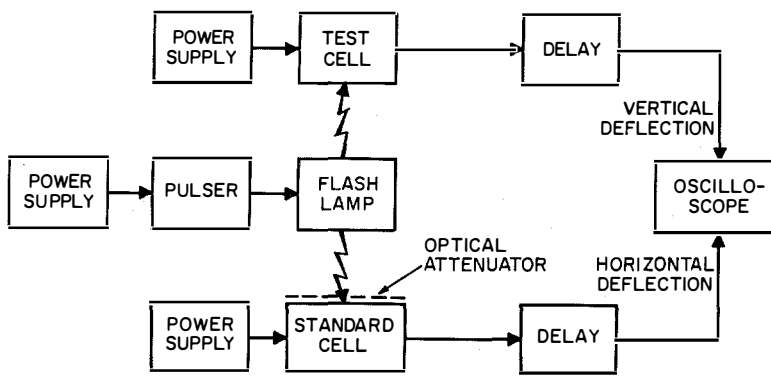 POWER
SUPPLY
TEST
CELL
DELAY
VERTICAL
DEFLECTION
POWER
SUPPLY
PULSER
FLASH
LAMP
OSCILLO-
SCOPE
OPTICAL
ATTENUATOR
HORIZONTAL
DEFLECTION
POWER
SUPPLY
STANDARD
CELL
DELAY